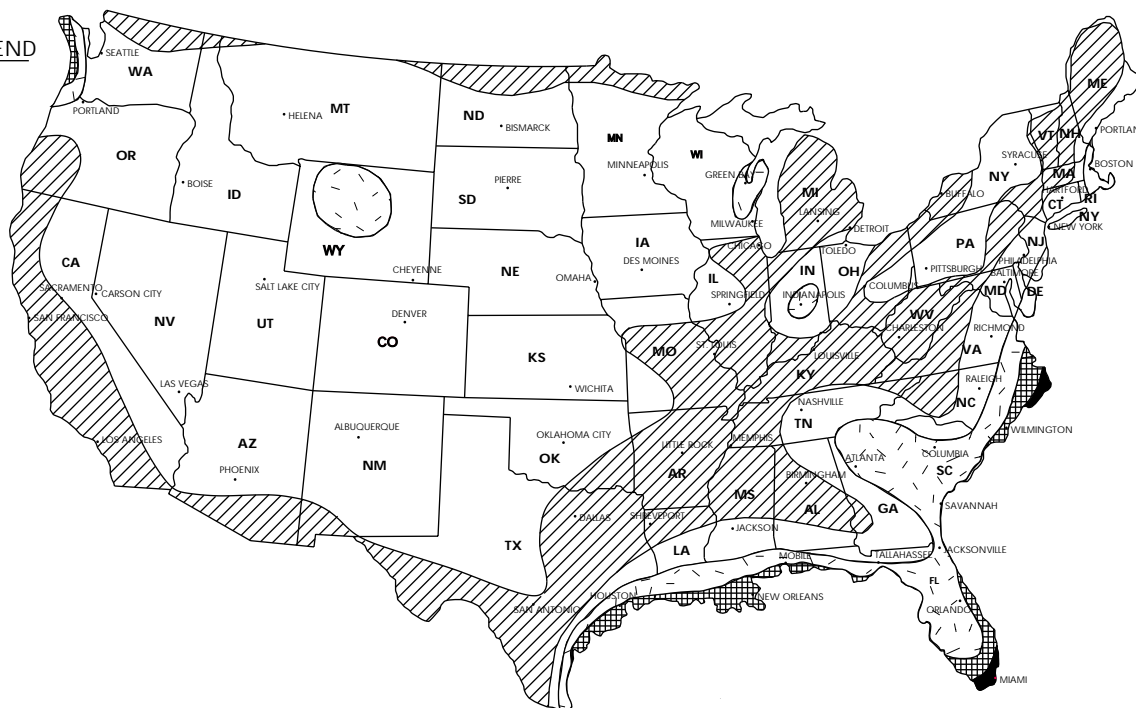 END
SEATTLE
WA
PORTLAND
HELENA
MT
ND
BISMARCK
MN
MINNEAPOLIS
WI
GREEN BAY
MILWAUKEE
MI
LANSING
DETROIT
ME
VT
NH
PORTLAN
SYRACUSE
NY
MA
BOSTON
HARTFORD
CT
RI
NY
NEW YORK
BUFFALO
OR
BOISE
ID
PIERRE
SD
WY
CHEYENNE
NE
OMAHA
IA
DES MOINES
CHICAGO
IL
SPRINGFIELD
IN
INDIANAPOLIS
TOLEDO
OH
COLUMBUS
PA
PITTSBURGH
NJ
PHILADELPHIA
BALTIMORE
MD
DE
CA
SACRAMENTO
CARSON CITY
SAN FRANCISCO
NV
SALT LAKE CITY
UT
DENVER
CO
KS
WICHITA
MO
ST. LOUIS
LOUISVILLE
KY
WV
CHARLESTON
RICHMOND
VA
RALEIGH
NC
WILMINGTON
LAS VEGAS
LOS ANGELES
AZ
PHOENIX
ALBUQUERQUE
NM
OKLAHOMA CITY
OK
LITTLE ROCK
AR
MEMPHIS
NASHVILLE
TN
ATLANTA
COLUMBIA
SC
BIRMINGHAM
MS
AL
GA
SAVANNAH
DALLAS
SHREVEPORT
JACKSON
TX
LA
MOBILE
TALLAHASSEE
JACKSONVILLE
FL
ORLANDO
HOUSTON
NEW ORLEANS
SAN ANTONIO
MIAMI